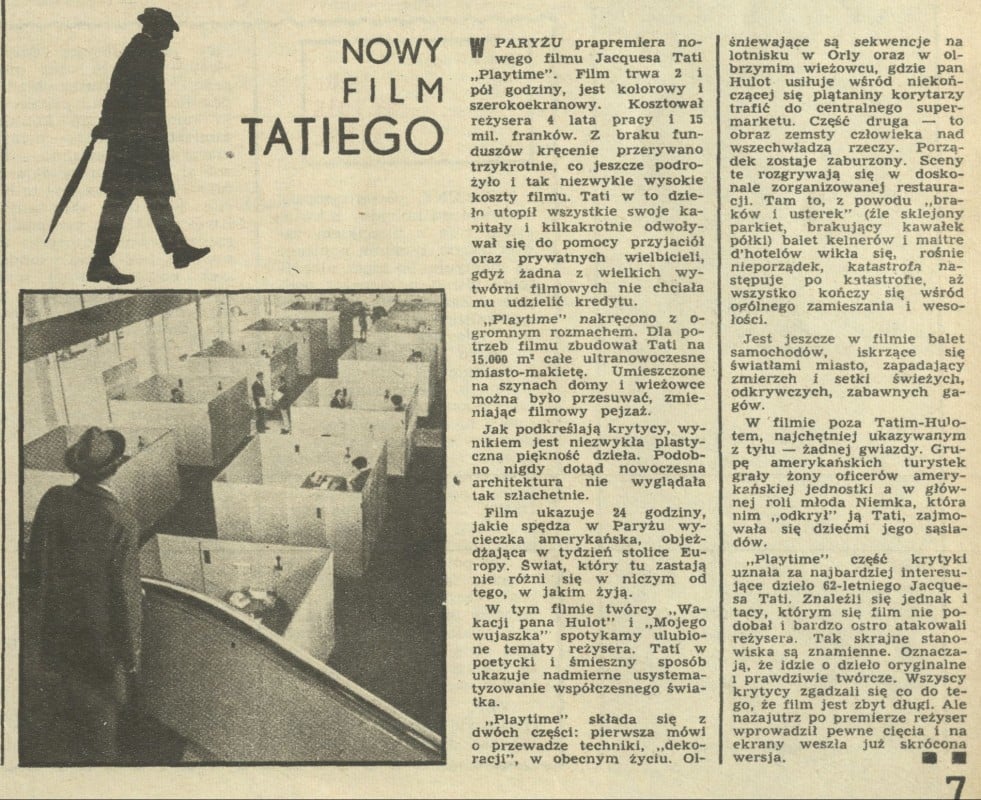 NOWY
FILM
TATIEGO
W PARYŻU prapremiera no-
wego filmu Jacquesa Tati
„Playtime”. Film trwa 2 i
pół godziny, jest kolorowy i
szerokoekranowy. Kosztował
reżysera 4 lata pracy i 15
mil. franków. Z braku fun-
duszów kręcenie przerywano
trzykrotnie, co jeszcze podro-
żyło i tak niezwykle wysokie
koszty filmu. Tati w to dzie-
ło utopił wszystkie swoje ka-
pitały i kilkakrotnie odwoły-
wał się do pomocy przyjaciół
oraz prywatnych wielbicieli,
gdyż żadna z wielkich wy-
twórni filmowych nie chciała
mu udzielić kredytu.
„Playtime” nakręcono z o-
gromnym rozmachem. Dla po-
trzeb filmu zbudował Tati na
15.000 m² całe ultranowoczesne
miasto-makietę. Umieszczone
na szynach domy i wieżowce
można było przesuwać, zmie-
niając filmowy pejzaż.
Jak podkreślają krytycy, wy-
nikiem jest niezwykła plasty-
czna piękność dzieła. Podob-
no nigdy dotąd nowoczesna
architektura nie wyglądała
tak szlachetnie.
Film ukazuje 24 godziny,
jakie spędza w Paryżu wy-
cieczka amerykańska, objeż-
dżająca w tydzień stolice Eu-
ropy. Świat, który tu zastają
nie różni się w niczym od
tego, w jakim żyją.
W tym filmie twórcy „Wa-
kacji pana Hulot” i „Mojego
wujaszka” spotykamy ulubio-
ne tematy reżysera. Tati w
poetycki i śmieszny sposób
ukazuje nadmierne usystema-
tyzowanie współczesnego świa-
tka.
„Playtime” składa się z
dwóch części: pierwsza mówi
o przewadze techniki, „deko-
racji”, w obecnym życiu. Ol-
śniewające są sekwencje na
lotnisku w Orly oraz w ol-
brzymim wieżowcu, gdzie pan
Hulot usiłuje wśród niekoń-
czącej się plątaniny korytarzy
trafić do centralnego super-
marketu. Część druga — to
obraz zemsty człowieka nad
wszechwładzą rzeczy. Porzą-
dek zostaje zaburzony. Sceny
te rozgrywają się w dosko-
nale zorganizowanej restaura-
cji. Tam to, z powodu „bra-
ków i usterek” (źle sklejony
parkiet, brakujący kawałek
półki) balet kelnerów i maitre
d’hotelów wikła się, rośnie
nieporządek, katastrofa na-
stępuje po katastrofie, aż
wszystko kończy się wśród
ogólnego zamieszania i weso-
łości.
Jest jeszcze w filmie balet
samochodów, iskrzące się
światłami miasto, zapadający
zmierzch i setki świeżych,
odkrywczych, zabawnych ga-
gów.
W filmie poza Tatim-Hulo-
tem, najchętniej ukazywanym
z tyłu — żadnej gwiazdy. Gru-
pę amerykańskich turystek
grały żony oficerów amery-
kańskiej jednostki a w głów-
nej roli młoda Niemka, która
nim „odkrył” ją Tati, zajmo-
wała się dziećmi jego sąsia-
dów.
„Playtime” część krytyki
uznała za najbardziej interesu-
jące dzieło 62-letniego Jacque-
sa Tati. Znaleźli się jednak i
tacy, którym się film nie po-
dobał i bardzo ostro atakowali
reżysera. Tak skrajne stano-
wiska są znamienne. Oznacza-
ją, że idzie o dzieło oryginalne
i prawdziwie twórcze. Wszyscy
krytycy zgadzali się co do te-
go, że film jest zbyt długi. Ale
nazajutrz po premierze reżyser
wprowadził pewne cięcia i na
ekrany weszła już skrócona
wersja.
7